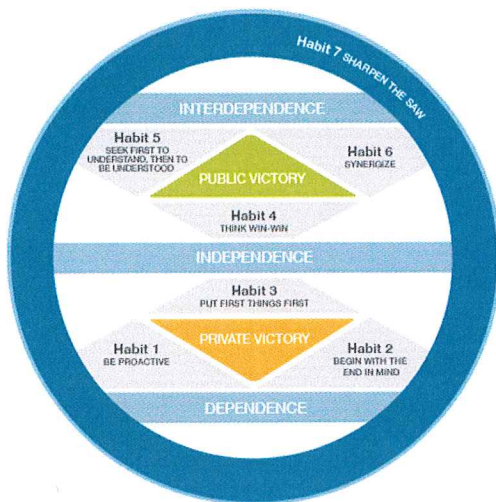 Habit 7 SHARPEN THE SAW
INTERDEPENDENCE
Habit 5
SEEK FIRST TO
UNDERSTAND, THEN TO
BE UNDERSTOOD
Habit 6
SYNERGIZE
PUBLIC VICTORY
Habit 4
THINK WIN-WIN
INDEPENDENCE
Habit 3
PUT FIRST THINGS FIRST
Habit 1
BE PROACTIVE
PRIVATE VICTORY
Habit 2
BEGIN WITH THE
END IN MIND
DEPENDENCE